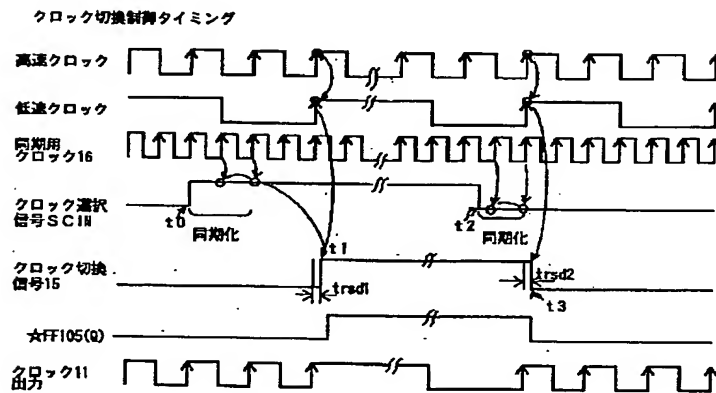 クロック切換制御タイミング
高速クロック
低速クロック
同期用
クロック16
クロック選択
信号SCIN
t0
同期化
t1
t2
同期化
クロック切換
信号15
trsd1
trsd2
t3
☆FF105(Q)
クロック11
出力